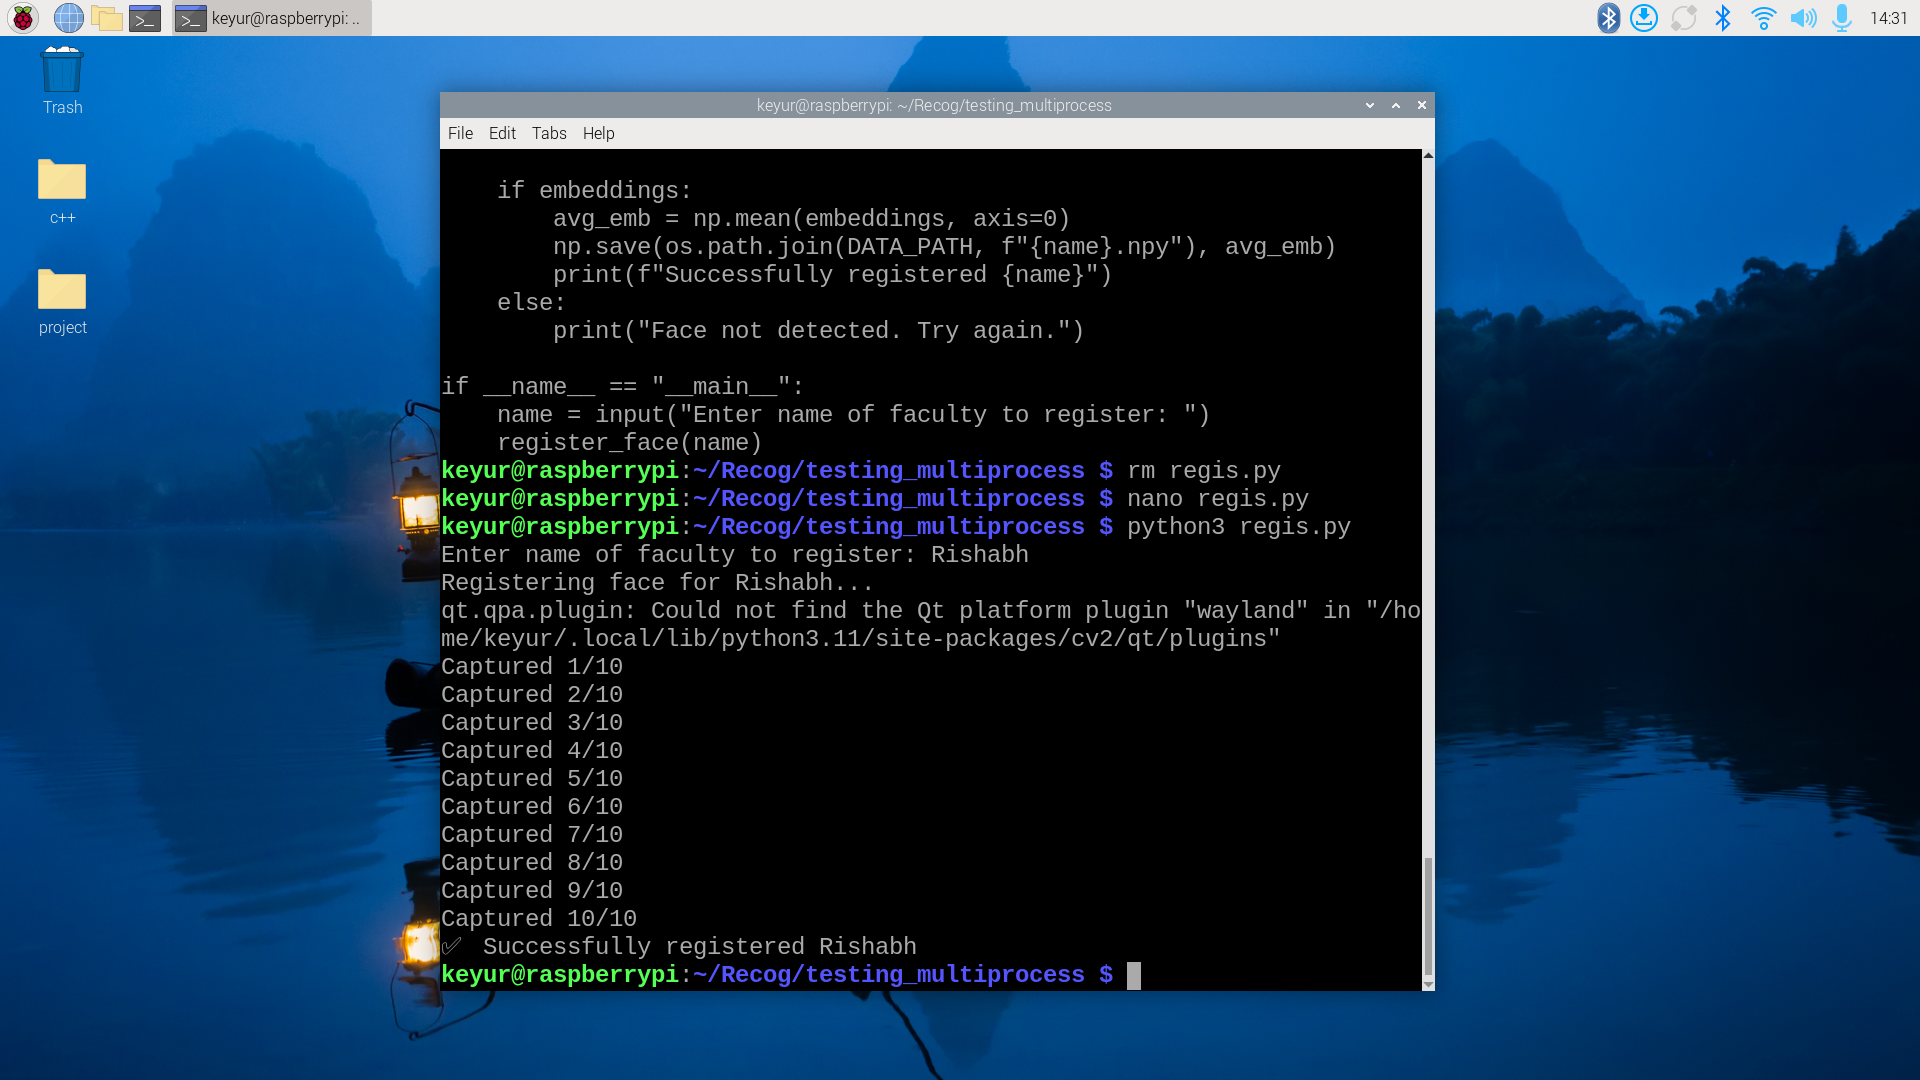 keyur@raspberrypi: ..
14:31
Trash
c++
project
keyur@raspberrypi: ~/Recog/testing_multiprocess
File Edit Tabs Help
    if embeddings:
        avg_emb = np.mean(embeddings, axis=0)
        np.save(os.path.join(DATA_PATH, f"{name}.npy"), avg_emb)
        print(f"Successfully registered {name}")
    else:
        print("Face not detected. Try again.")
if __name__ == "__main__":
    name = input("Enter name of faculty to register: ")
    register_face(name)
keyur@raspberrypi:~/Recog/testing_multiprocess $ rm regis.py
keyur@raspberrypi:~/Recog/testing_multiprocess $ nano regis.py
keyur@raspberrypi:~/Recog/testing_multiprocess $ python3 regis.py
Enter name of faculty to register: Rishabh
Registering face for Rishabh...
qt.qpa.plugin: Could not find the Qt platform plugin "wayland" in "/ho
me/keyur/.local/lib/python3.11/site-packages/cv2/qt/plugins"
Captured 1/10
Captured 2/10
Captured 3/10
Captured 4/10
Captured 5/10
Captured 6/10
Captured 7/10
Captured 8/10
Captured 9/10
Captured 10/10
✅ Successfully registered Rishabh
keyur@raspberrypi:~/Recog/testing_multiprocess $